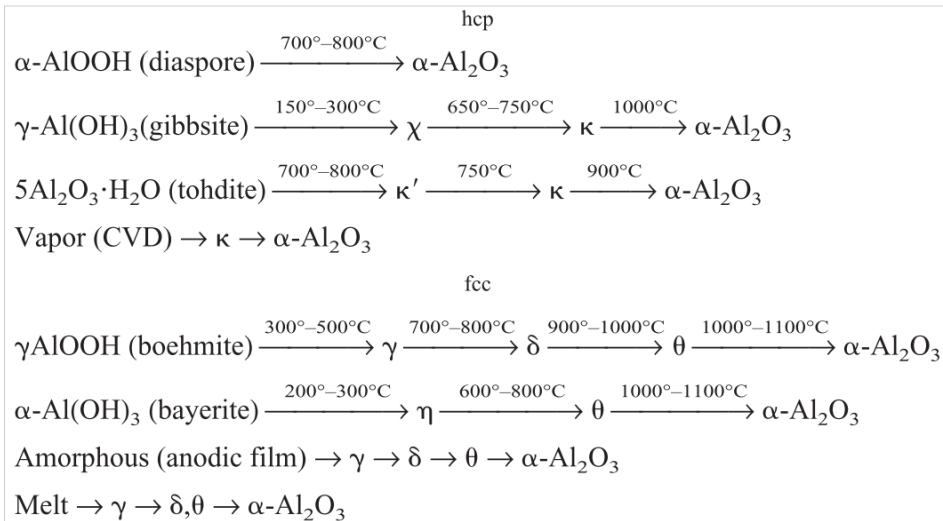 hcp
α-AlOOH (diaspore) —700°–800°C→ α-Al₂O₃
γ-Al(OH)₃(gibbsite) —150°–300°C→ χ —650°–750°C→ κ —1000°C→ α-Al₂O₃
5Al₂O₃·H₂O (tohdite) —700°–800°C→ κ′ —750°C→ κ —900°C→ α-Al₂O₃
Vapor (CVD) → κ → α-Al₂O₃
fcc
γAlOOH (boehmite) —300°–500°C→ γ —700°–800°C→ δ —900°–1000°C→ θ —1000°–1100°C→ α-Al₂O₃
α-Al(OH)₃ (bayerite) —200°–300°C→ η —600°–800°C→ θ —1000°–1100°C→ α-Al₂O₃
Amorphous (anodic film) → γ → δ → θ → α-Al₂O₃
Melt → γ → δ,θ → α-Al₂O₃